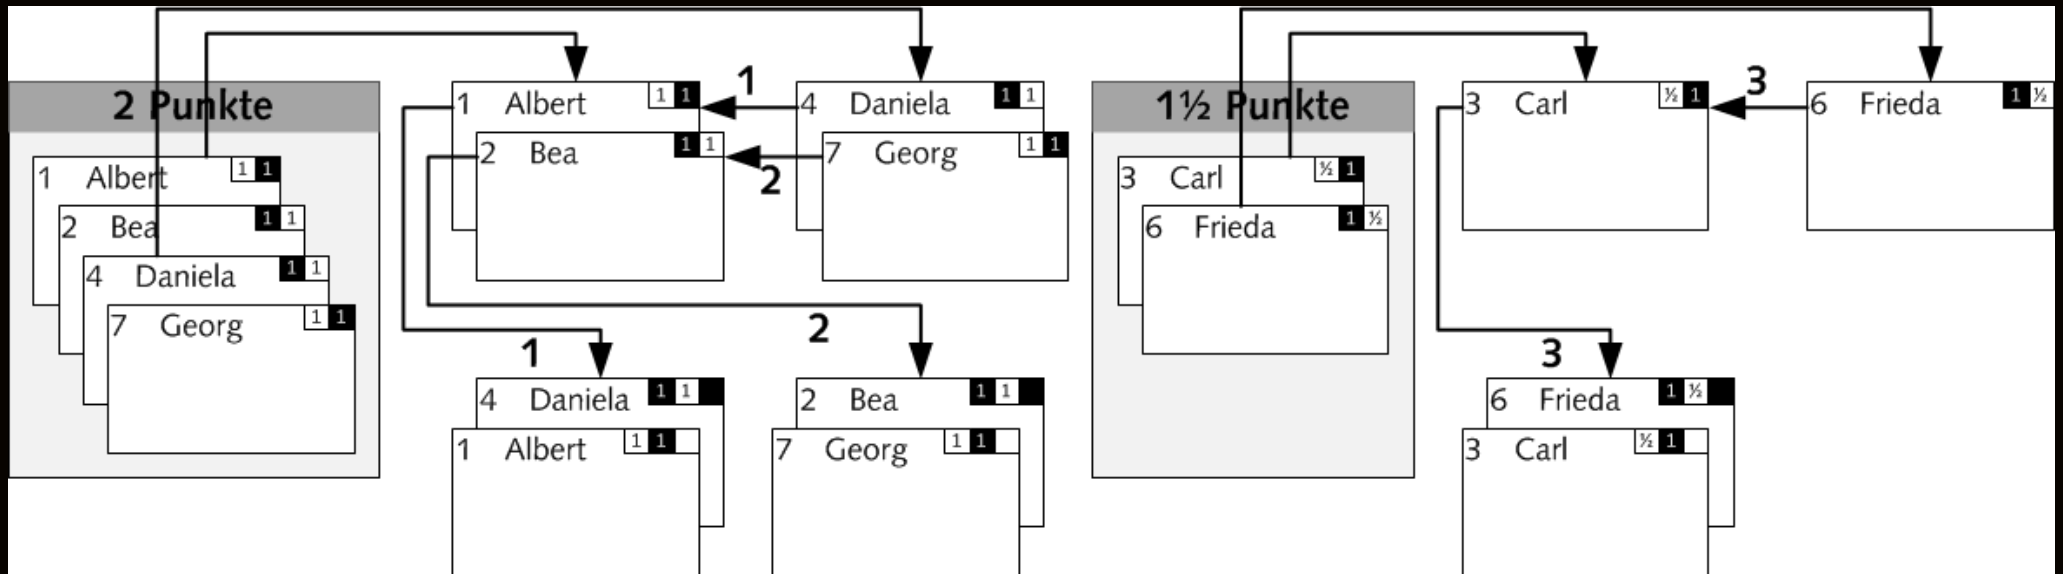 2 Punkte
1 Albert 1 1
2 Bea 1 1
4 Daniela 1 1
7 Georg 1 1
1 Albert 1 1
2 Bea 1 1
1
2
4 Daniela 1 1
7 Georg 1 1
1
2
4 Daniela 1 1
1 Albert 1 1
2 Bea 1 1
7 Georg 1 1
1½ Punkte
3 Carl ½ 1
6 Frieda 1 ½
3 Carl ½ 1
3
6 Frieda 1 ½
3
6 Frieda 1 ½
3 Carl ½ 1